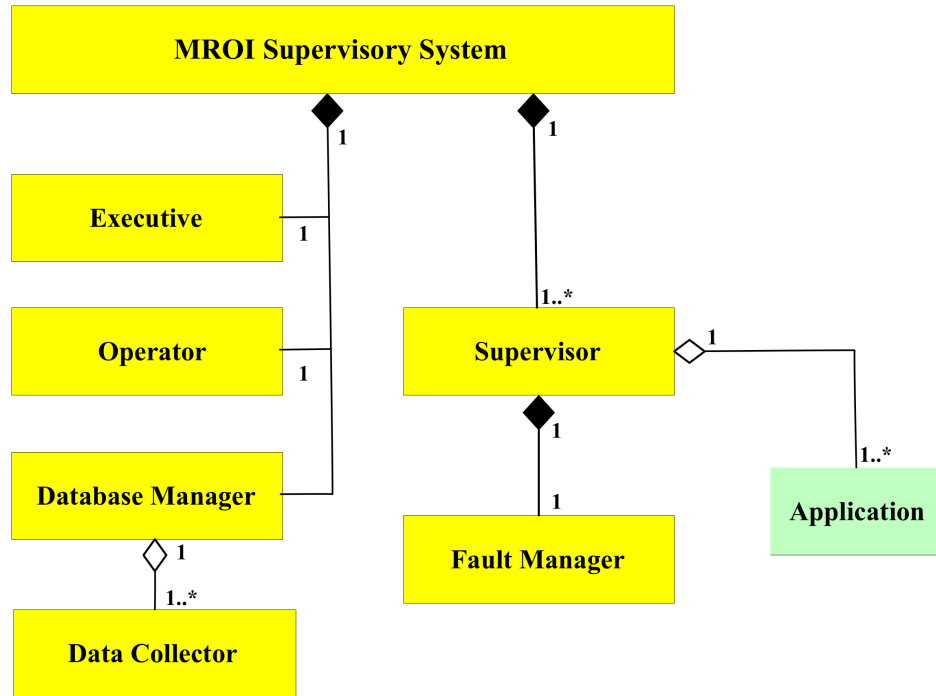 MROI Supervisory System
1
1
Executive
1
1..*
Operator
1
Supervisor
1
Database Manager
1
1..*
Application
1
1..*
1
Fault Manager
Data Collector